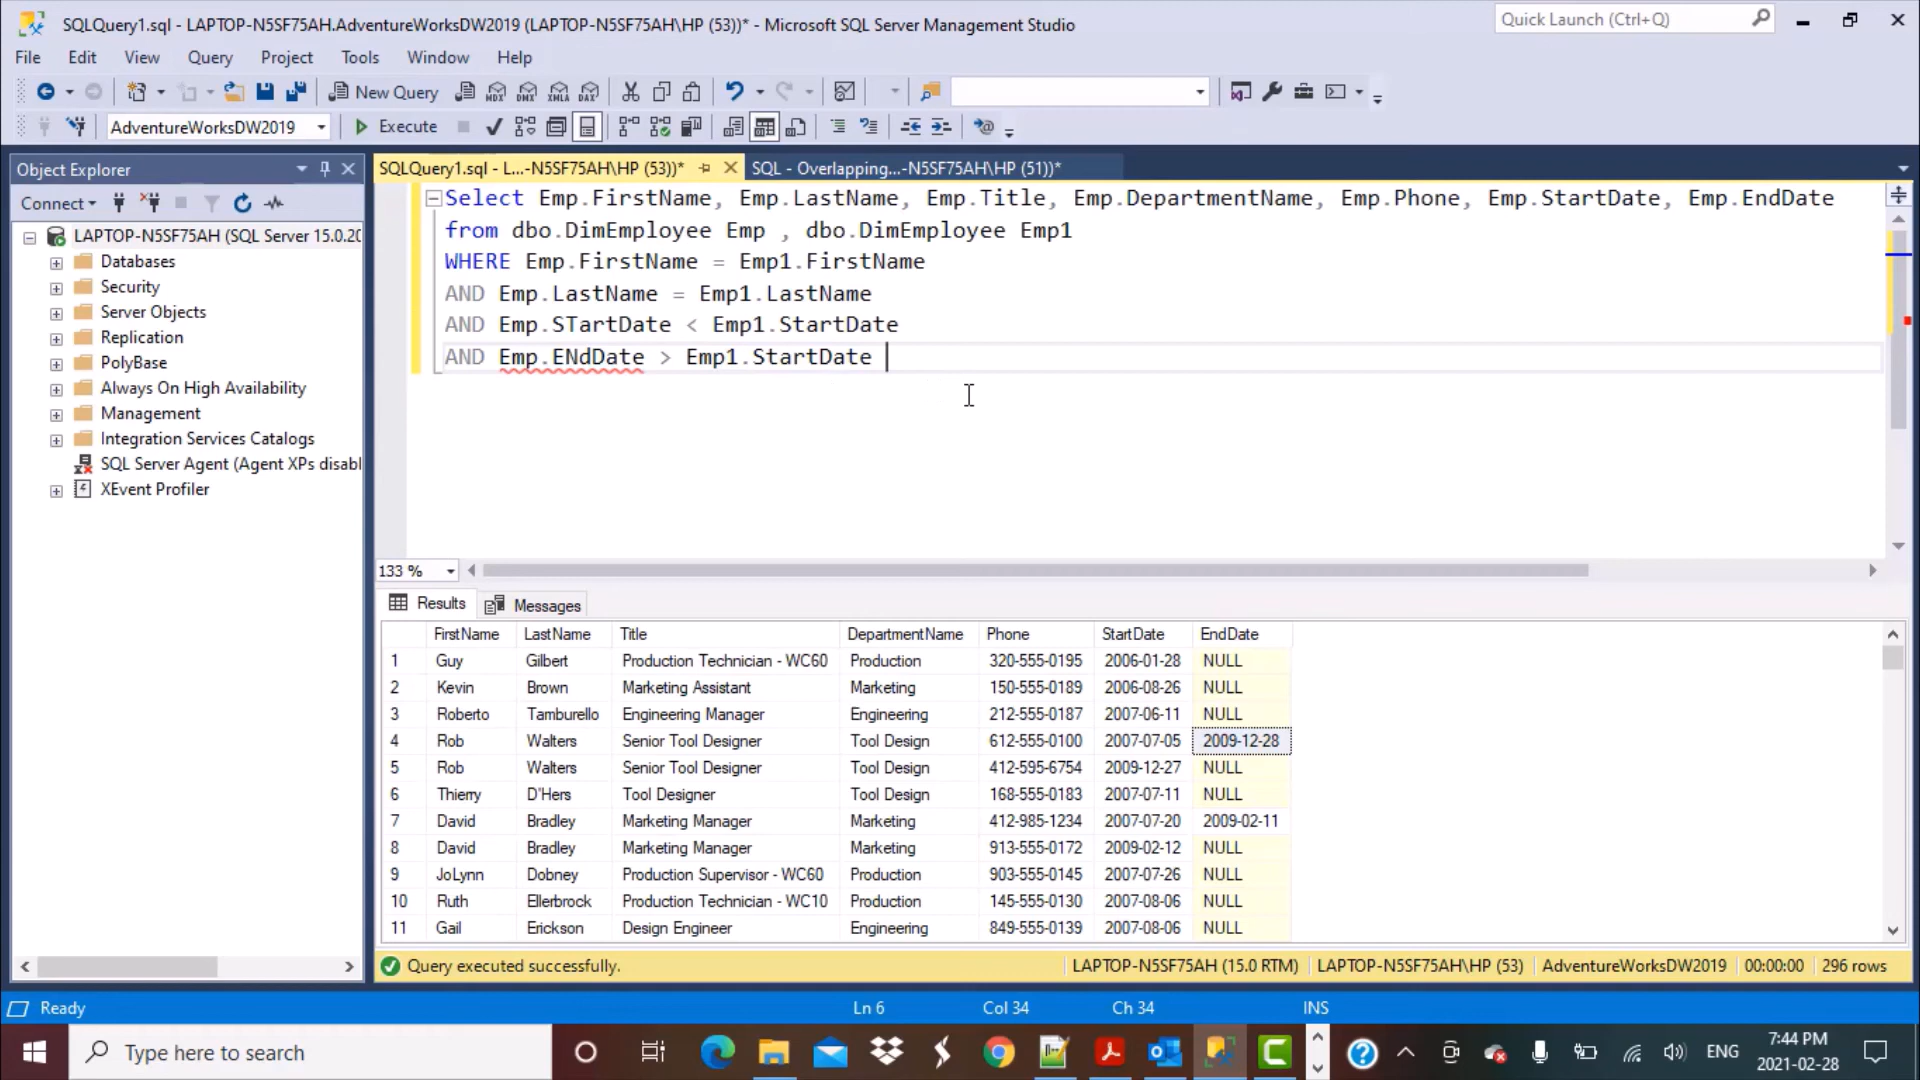 SQLQuery1.sql - LAPTOP-N5SF75AH.AdventureWorksDW2019 (LAPTOP-N5SF75AH\HP (53))* - Microsoft SQL Server Management Studio
Quick Launch (Ctrl+Q)
File Edit View Query Project Tools Window Help
New Query MDX DMX XMLA DAX
AdventureWorksDW2019 Execute
Object Explorer
SQLQuery1.sql - L...-N5SF75AH\HP (53))*
SQL - Overlapping...-N5SF75AH\HP (51))*
Connect
LAPTOP-N5SF75AH (SQL Server 15.0.20
Databases
Security
Server Objects
Replication
PolyBase
Always On High Availability
Management
Integration Services Catalogs
SQL Server Agent (Agent XPs disabl
XEvent Profiler
Select Emp.FirstName, Emp.LastName, Emp.Title, Emp.DepartmentName, Emp.Phone, Emp.StartDate, Emp.EndDate
from dbo.DimEmployee Emp , dbo.DimEmployee Emp1
WHERE Emp.FirstName = Emp1.FirstName
AND Emp.LastName = Emp1.LastName
AND Emp.STartDate < Emp1.StartDate
AND Emp.ENdDate > Emp1.StartDate
133 %
Results Messages
FirstName LastName Title DepartmentName Phone StartDate EndDate
1 Guy Gilbert Production Technician - WC60 Production 320-555-0195 2006-01-28 NULL
2 Kevin Brown Marketing Assistant Marketing 150-555-0189 2006-08-26 NULL
3 Roberto Tamburello Engineering Manager Engineering 212-555-0187 2007-06-11 NULL
4 Rob Walters Senior Tool Designer Tool Design 612-555-0100 2007-07-05 2009-12-28
5 Rob Walters Senior Tool Designer Tool Design 412-595-6754 2009-12-27 NULL
6 Thierry D'Hers Tool Designer Tool Design 168-555-0183 2007-07-11 NULL
7 David Bradley Marketing Manager Marketing 412-985-1234 2007-07-20 2009-02-11
8 David Bradley Marketing Manager Marketing 913-555-0172 2009-02-12 NULL
9 JoLynn Dobney Production Supervisor - WC60 Production 903-555-0145 2007-07-26 NULL
10 Ruth Ellerbrock Production Technician - WC10 Production 145-555-0130 2007-08-06 NULL
11 Gail Erickson Design Engineer Engineering 849-555-0139 2007-08-06 NULL
Query executed successfully. LAPTOP-N5SF75AH (15.0 RTM) LAPTOP-N5SF75AH\HP (53) AdventureWorksDW2019 00:00:00 296 rows
Ready Ln 6 Col 34 Ch 34 INS
Type here to search
ENG
7:44 PM
2021-02-28